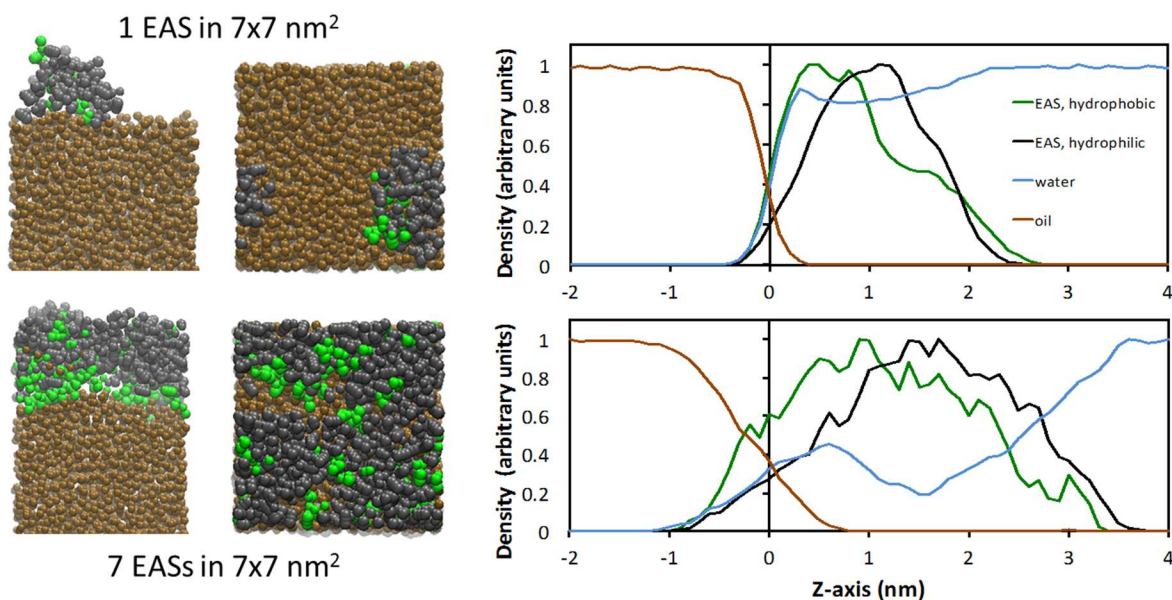 1 EAS in 7x7 nm²
7 EASs in 7x7 nm²
Density (arbitrary units)
1
0.8
0.6
0.4
0.2
0
-2
-1
0
1
2
3
4
EAS, hydrophobic
EAS, hydrophilic
water
oil
Density (arbitrary units)
1
0.8
0.6
0.4
0.2
0
-2
-1
0
1
2
3
4
Z-axis (nm)